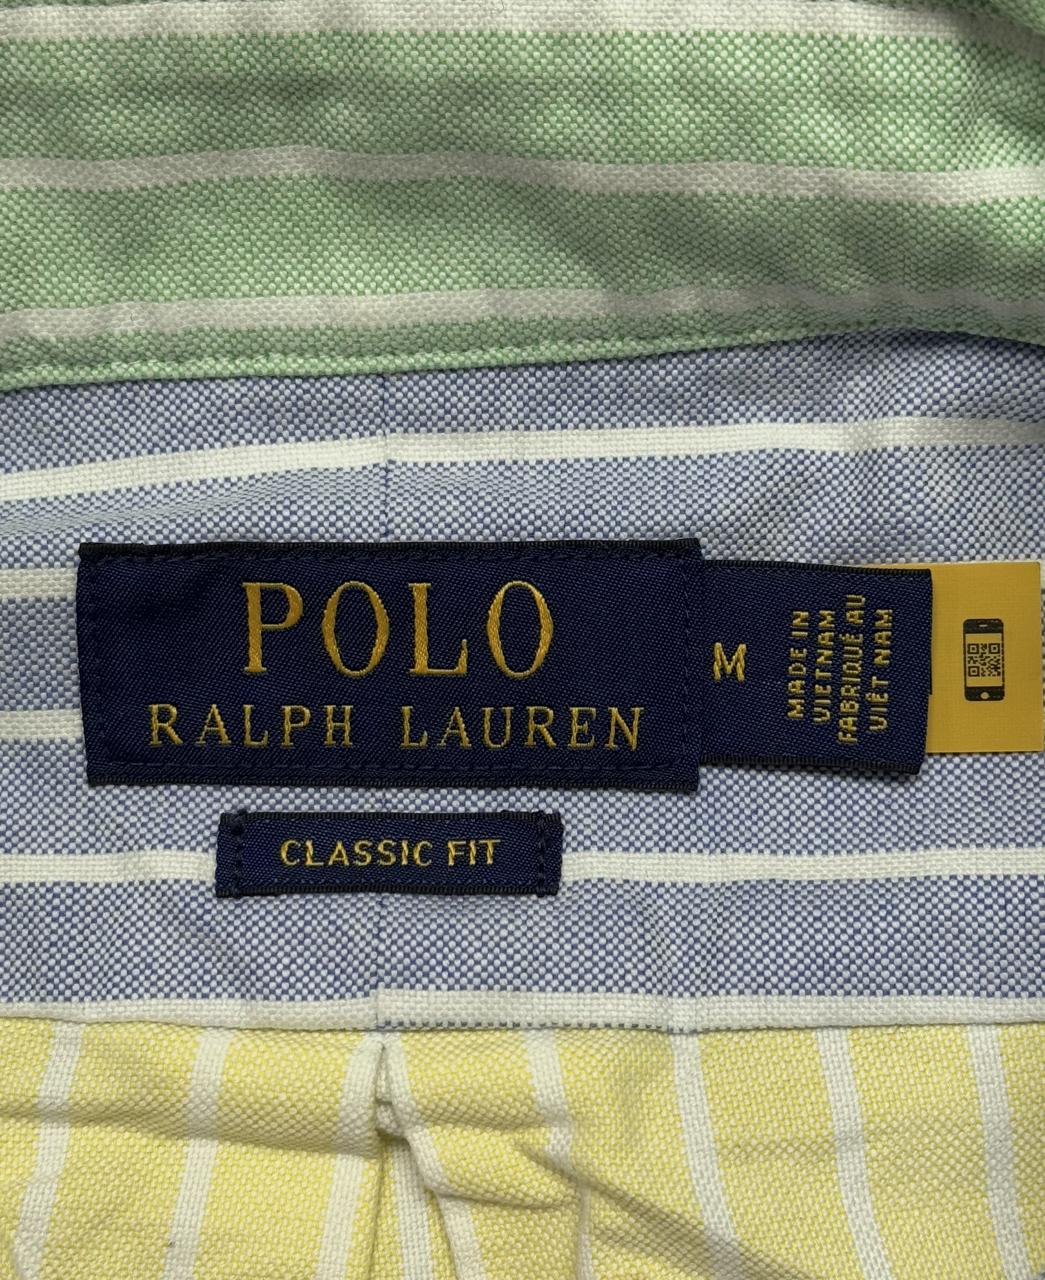 POLO
RALPH LAUREN
M
MADE IN
VIETNAM
FABRIQUÉ AU
VIÊT NAM
CLASSIC FIT